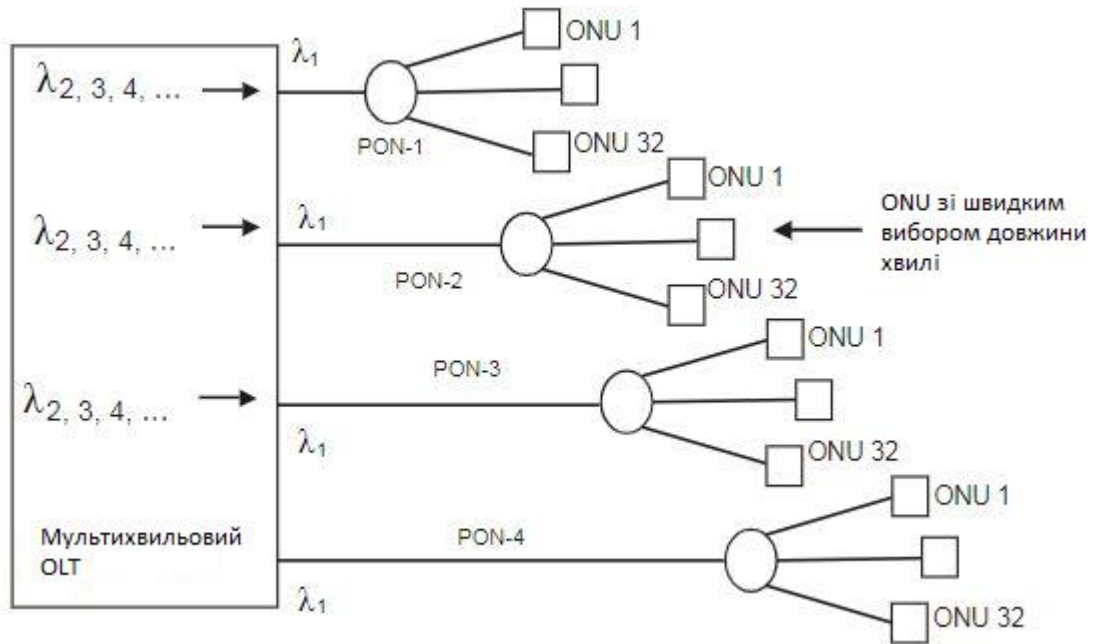 λ1
ONU 1
λ2, 3, 4, ...
ONU 32
PON-1
ONU 1
λ1
ONU зі швидким
вибором довжини
хвилі
λ2, 3, 4, ...
PON-2
ONU 32
ONU 1
PON-3
λ2, 3, 4, ...
λ1
ONU 32
ONU 1
Мультихвильовий
OLT
PON-4
λ1
ONU 32